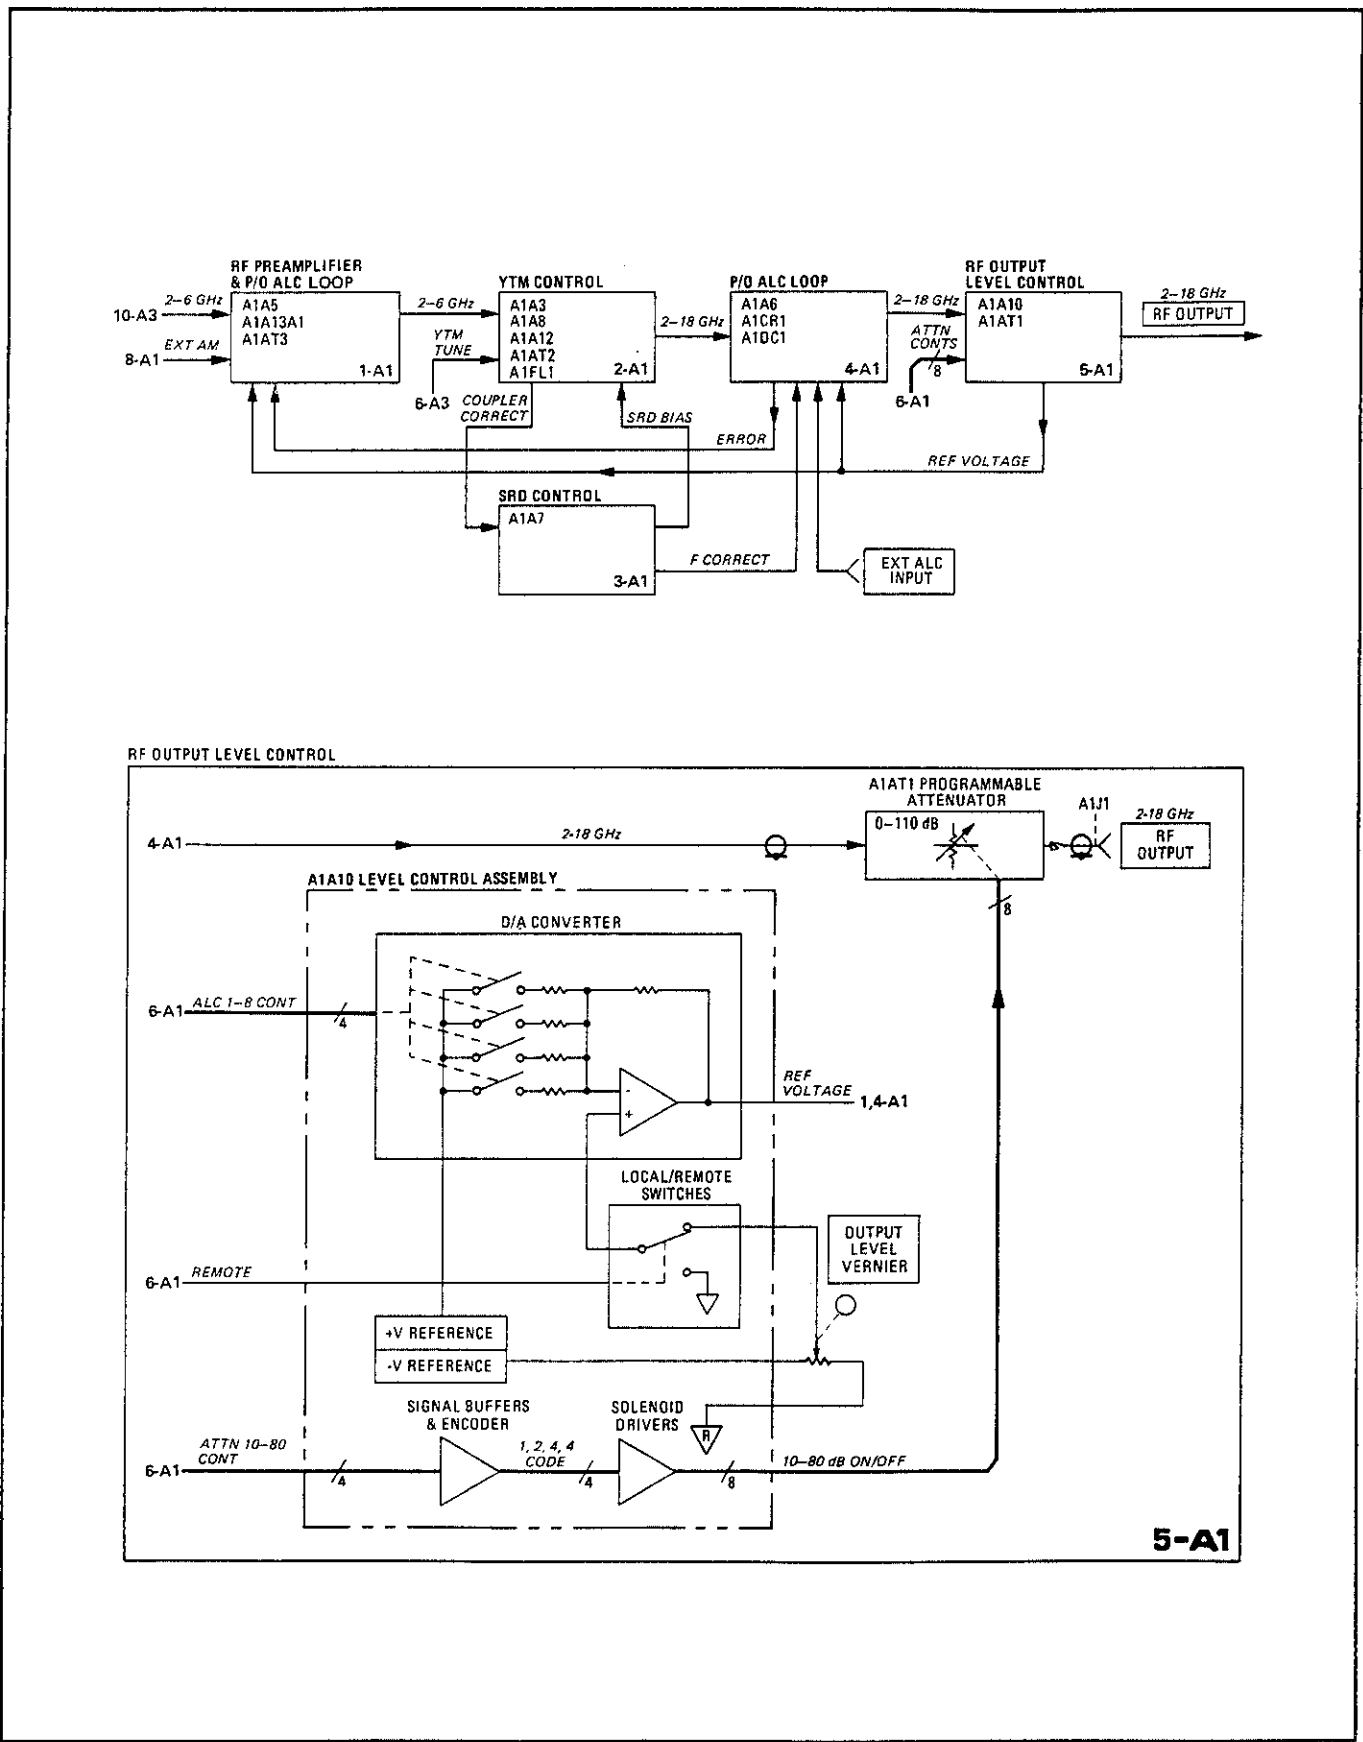 RF PREAMPLIFIER
& P/O ALC LOOP
2–6 GHz
10-A3
8-A1
EXT AM
A1A5
A1A13A1
A1AT3
1-A1
2–6 GHz
YTM
TUNE
6-A3
YTM CONTROL
A1A3
A1A8
A1A12
A1AT2
A1FL1
2-A1
COUPLER
CORRECT
SRD BIAS
2–18 GHz
P/O ALC LOOP
A1A6
A1CR1
A1DC1
4-A1
2–18 GHz
ATTN
CONTS
8
6-A1
RF OUTPUT
LEVEL CONTROL
A1A10
A1AT1
5-A1
2–18 GHz
RF OUTPUT
ERROR
REF VOLTAGE
SRD CONTROL
A1A7
3-A1
F CORRECT
EXT ALC
INPUT
RF OUTPUT LEVEL CONTROL
A1AT1 PROGRAMMABLE
ATTENUATOR
0–110 dB
A1J1
2-18 GHz
RF
OUTPUT
4-A1
2-18 GHz
8
A1A10 LEVEL CONTROL ASSEMBLY
D/A CONVERTER
6-A1
ALC 1–8 CONT
4
-
+
REF
VOLTAGE
1,4-A1
LOCAL/REMOTE
SWITCHES
OUTPUT
LEVEL
VERNIER
6-A1
REMOTE
+V REFERENCE
-V REFERENCE
SIGNAL BUFFERS
& ENCODER
SOLENOID
DRIVERS
R
ATTN 10–80
CONT
6-A1
4
1, 2, 4, 4
CODE
4
8
10–80 dB ON/OFF
5-A1